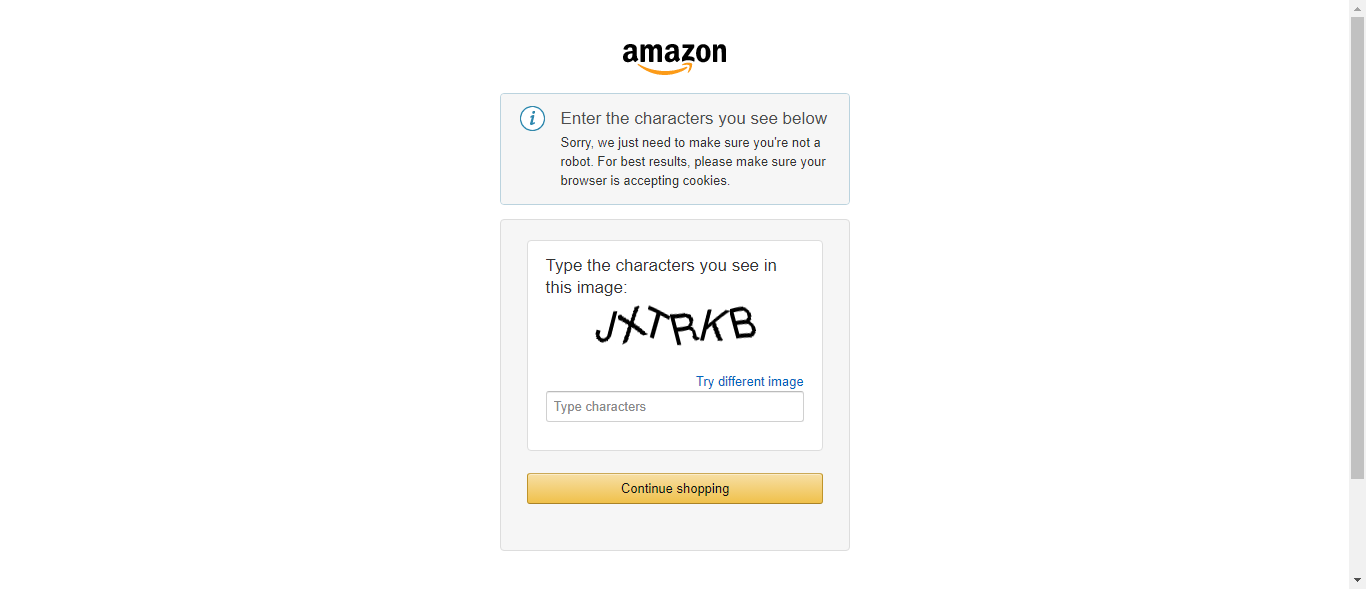 amazon
Enter the characters you see below
Sorry, we just need to make sure you're not a
robot. For best results, please make sure your
browser is accepting cookies.
Type the characters you see in
this image:
JXTRKB
Try different image
Type characters
Continue shopping